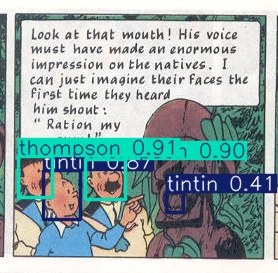 Look at that mouth! His voice
must have made an enormous
impression on the natives. I
can just imagine their faces the
first time they heard
him shout:
"Ration my
thompson 0.91 0.90
tintin 0.87
tintin 0.41